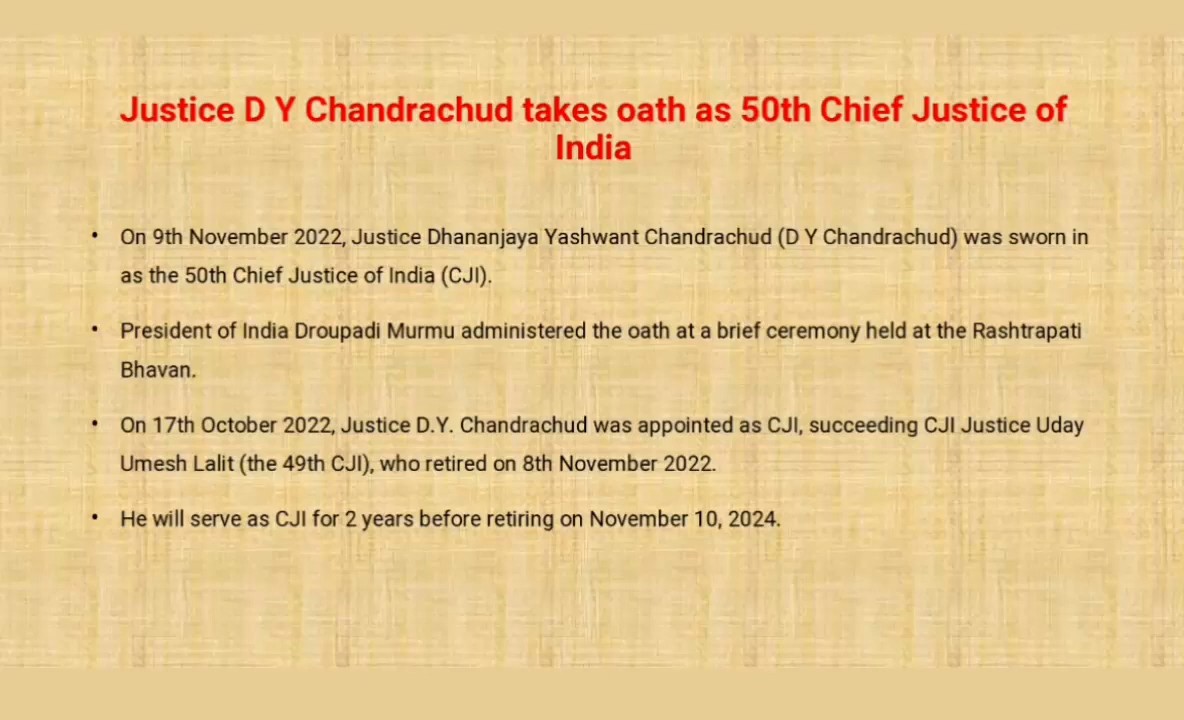 Justice D Y Chandrachud takes oath as 50th Chief Justice of
India
• On 9th November 2022, Justice Dhananjaya Yashwant Chandrachud (D Y Chandrachud) was sworn in
as the 50th Chief Justice of India (CJI).
• President of India Droupadi Murmu administered the oath at a brief ceremony held at the Rashtrapati
Bhavan.
• On 17th October 2022, Justice D.Y. Chandrachud was appointed as CJI, succeeding CJI Justice Uday
Umesh Lalit (the 49th CJI), who retired on 8th November 2022.
• He will serve as CJI for 2 years before retiring on November 10, 2024.